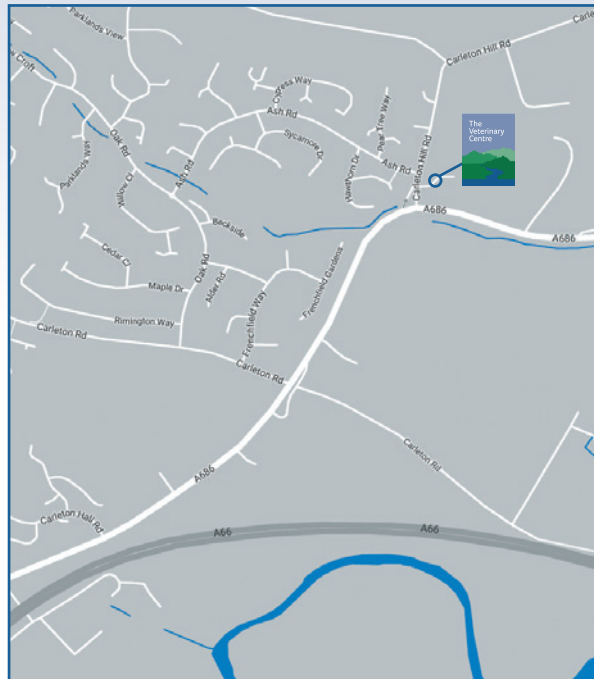 Parklands View
Carle
w Croft
Carleton Hill Rd
Cypress Way
Ash Rd
Oak Rd
Sycamore Dr
Pear Tree Way
Carleton Hill Rd
The
Veterinary
Centre
Parklands Way
Willow Cl
Ash Rd
Hawthorn Dr
Ash Rd
A686
Beckside
A686
Cedar Cl
Oak Rd
Maple Dr
Alder Rd
Frenchfield Way
Frenchfield Gardens
Rimington Way
Carleton Rd
Carleton Rd
Carleton Rd
A686
Carleton Hall Rd
A66
A66